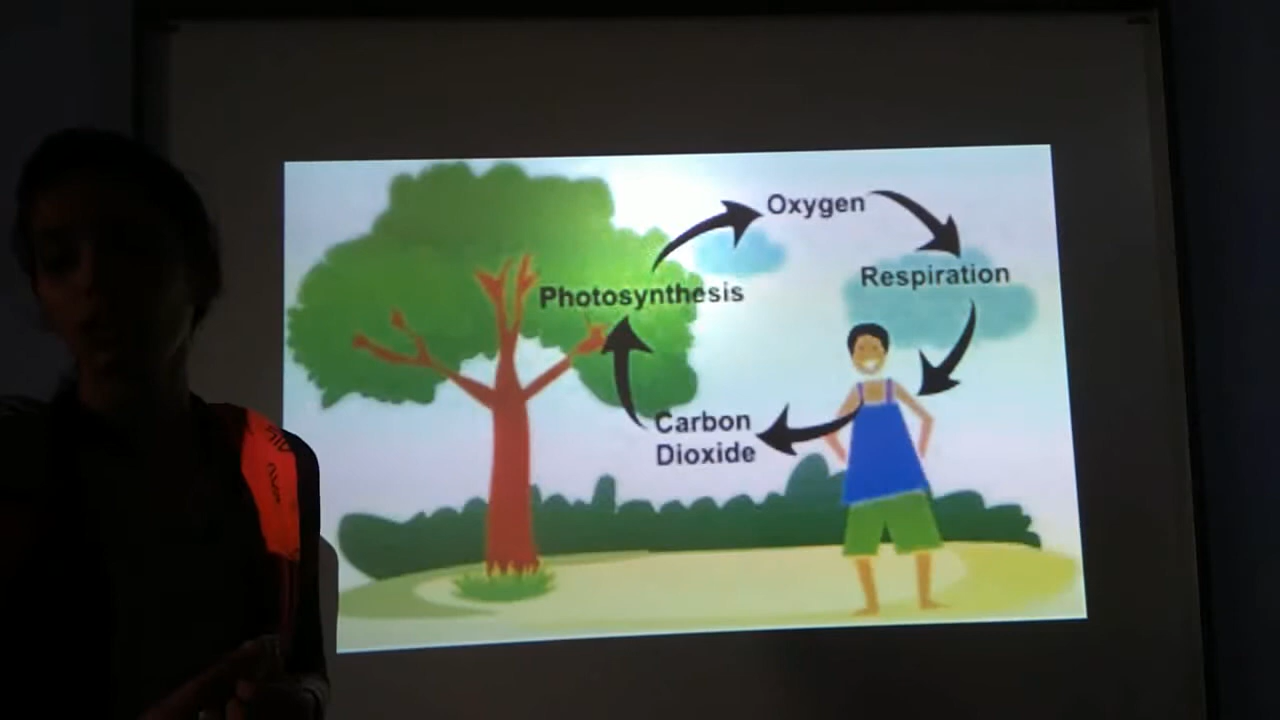 Oxygen
Respiration
Photosynthesis
Carbon
Dioxide